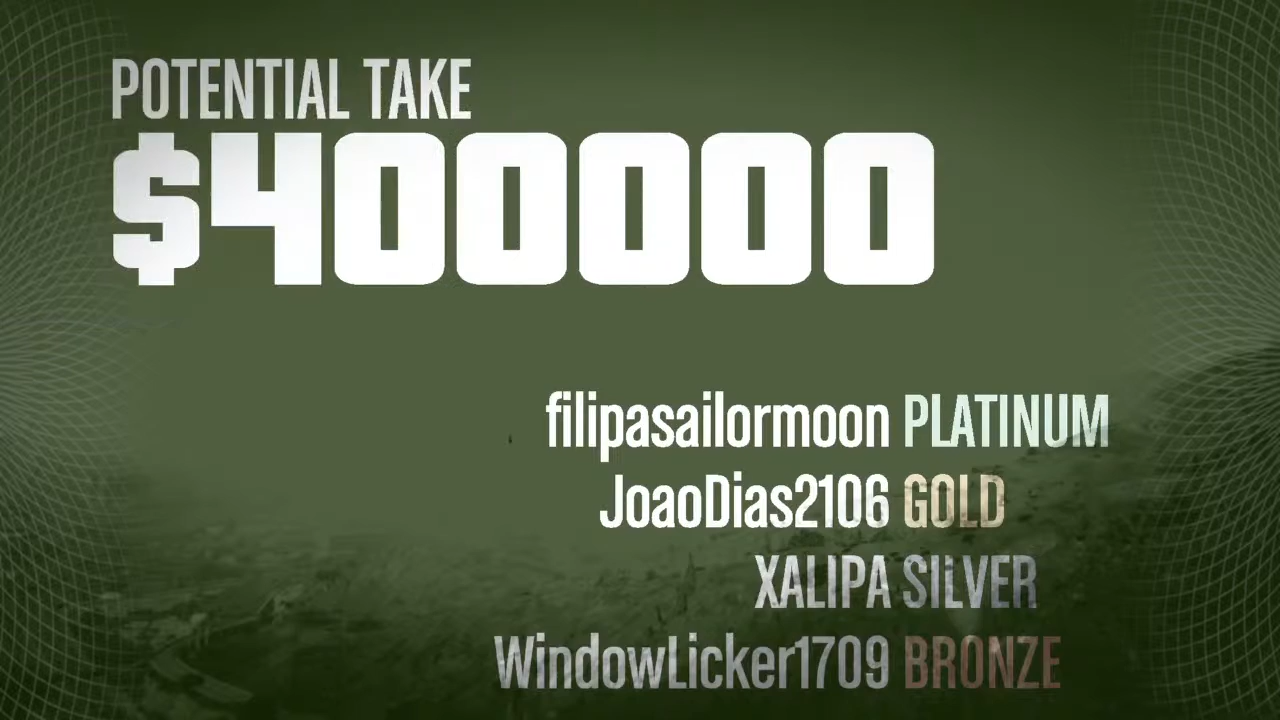 POTENTIAL TAKE
$400000
filipasailormoon PLATINUM
JoaoDias2106 GOLD
XALIPA SILVER
WindowLicker1709 BRONZE